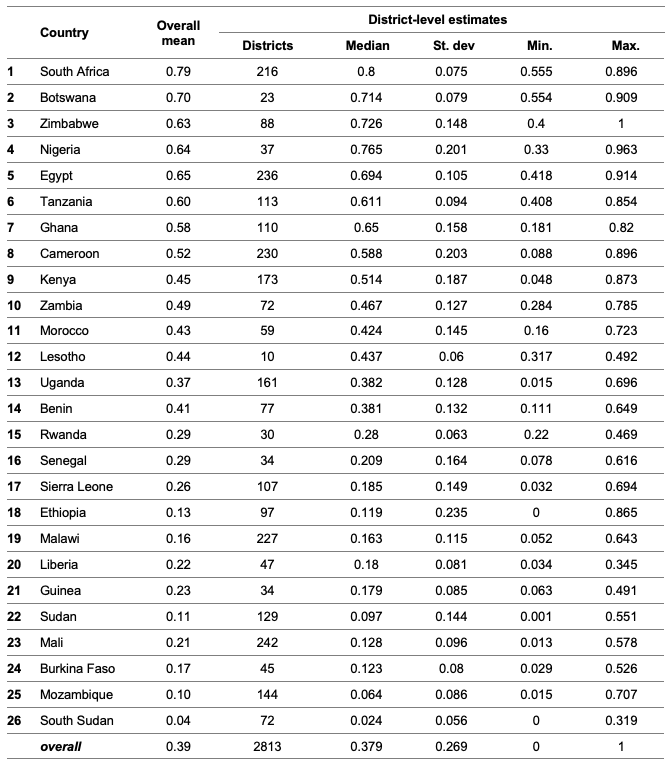 Country Overall mean District-level estimates
Districts Median St. dev Min. Max.
1 South Africa 0.79 216 0.8 0.075 0.555 0.896
2 Botswana 0.70 23 0.714 0.079 0.554 0.909
3 Zimbabwe 0.63 88 0.726 0.148 0.4 1
4 Nigeria 0.64 37 0.765 0.201 0.33 0.963
5 Egypt 0.65 236 0.694 0.105 0.418 0.914
6 Tanzania 0.60 113 0.611 0.094 0.408 0.854
7 Ghana 0.58 110 0.65 0.158 0.181 0.82
8 Cameroon 0.52 230 0.588 0.203 0.088 0.896
9 Kenya 0.45 173 0.514 0.187 0.048 0.873
10 Zambia 0.49 72 0.467 0.127 0.284 0.785
11 Morocco 0.43 59 0.424 0.145 0.16 0.723
12 Lesotho 0.44 10 0.437 0.06 0.317 0.492
13 Uganda 0.37 161 0.382 0.128 0.015 0.696
14 Benin 0.41 77 0.381 0.132 0.111 0.649
15 Rwanda 0.29 30 0.28 0.063 0.22 0.469
16 Senegal 0.29 34 0.209 0.164 0.078 0.616
17 Sierra Leone 0.26 107 0.185 0.149 0.032 0.694
18 Ethiopia 0.13 97 0.119 0.235 0 0.865
19 Malawi 0.16 227 0.163 0.115 0.052 0.643
20 Liberia 0.22 47 0.18 0.081 0.034 0.345
21 Guinea 0.23 34 0.179 0.085 0.063 0.491
22 Sudan 0.11 129 0.097 0.144 0.001 0.551
23 Mali 0.21 242 0.128 0.096 0.013 0.578
24 Burkina Faso 0.17 45 0.123 0.08 0.029 0.526
25 Mozambique 0.10 144 0.064 0.086 0.015 0.707
26 South Sudan 0.04 72 0.024 0.056 0 0.319
overall 0.39 2813 0.379 0.269 0 1